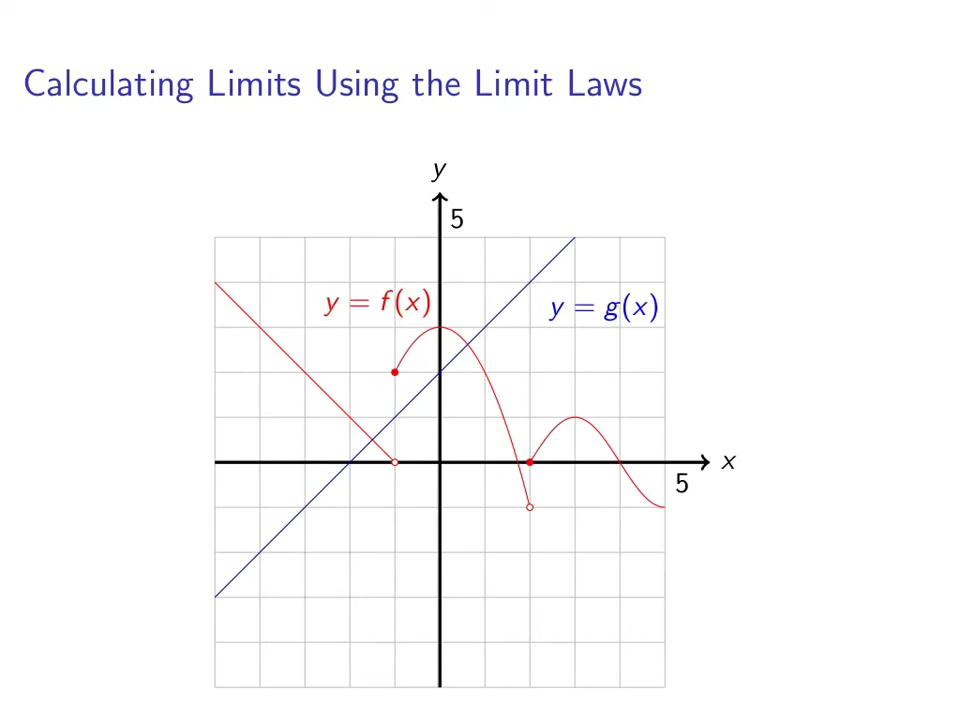 Calculating Limits Using the Limit Laws
y
5
y = f(x)
y = g(x)
x
5